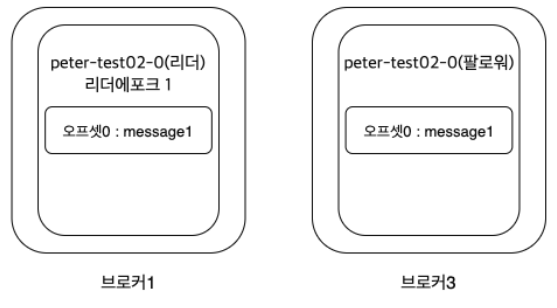 peter-test02-0(리더)
리더에포크 1
오프셋0 : message1
브로커1
peter-test02-0(팔로워)
오프셋0 : message1
브로커3